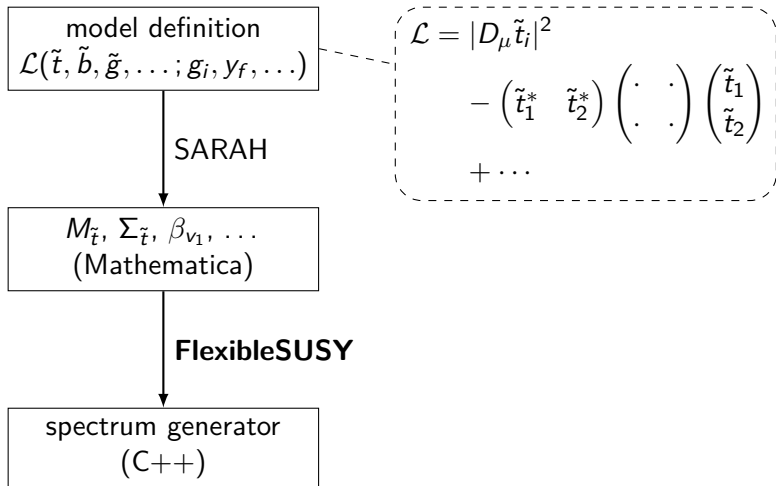 model definition
ℒ(t̃, b̃, g̃, …; gᵢ, y_f, …)
ℒ = |D_μ t̃ᵢ|²
− (t̃₁* t̃₂*) (· · ; · ·) (t̃₁ ; t̃₂)
+ ⋯
SARAH
M_t̃, Σ_t̃, β_v₁, …
(Mathematica)
FlexibleSUSY
spectrum generator
(C++)